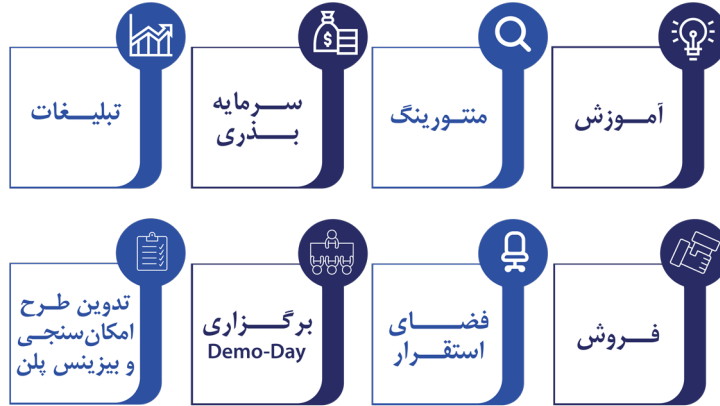 آموزش
منتورینگ
سرمایه
بذری
تبلیغات
فروش
فضای
استقرار
برگزاری
Demo-Day
تدوین طرح
امکان‌سنجی
و بیزینس پلن